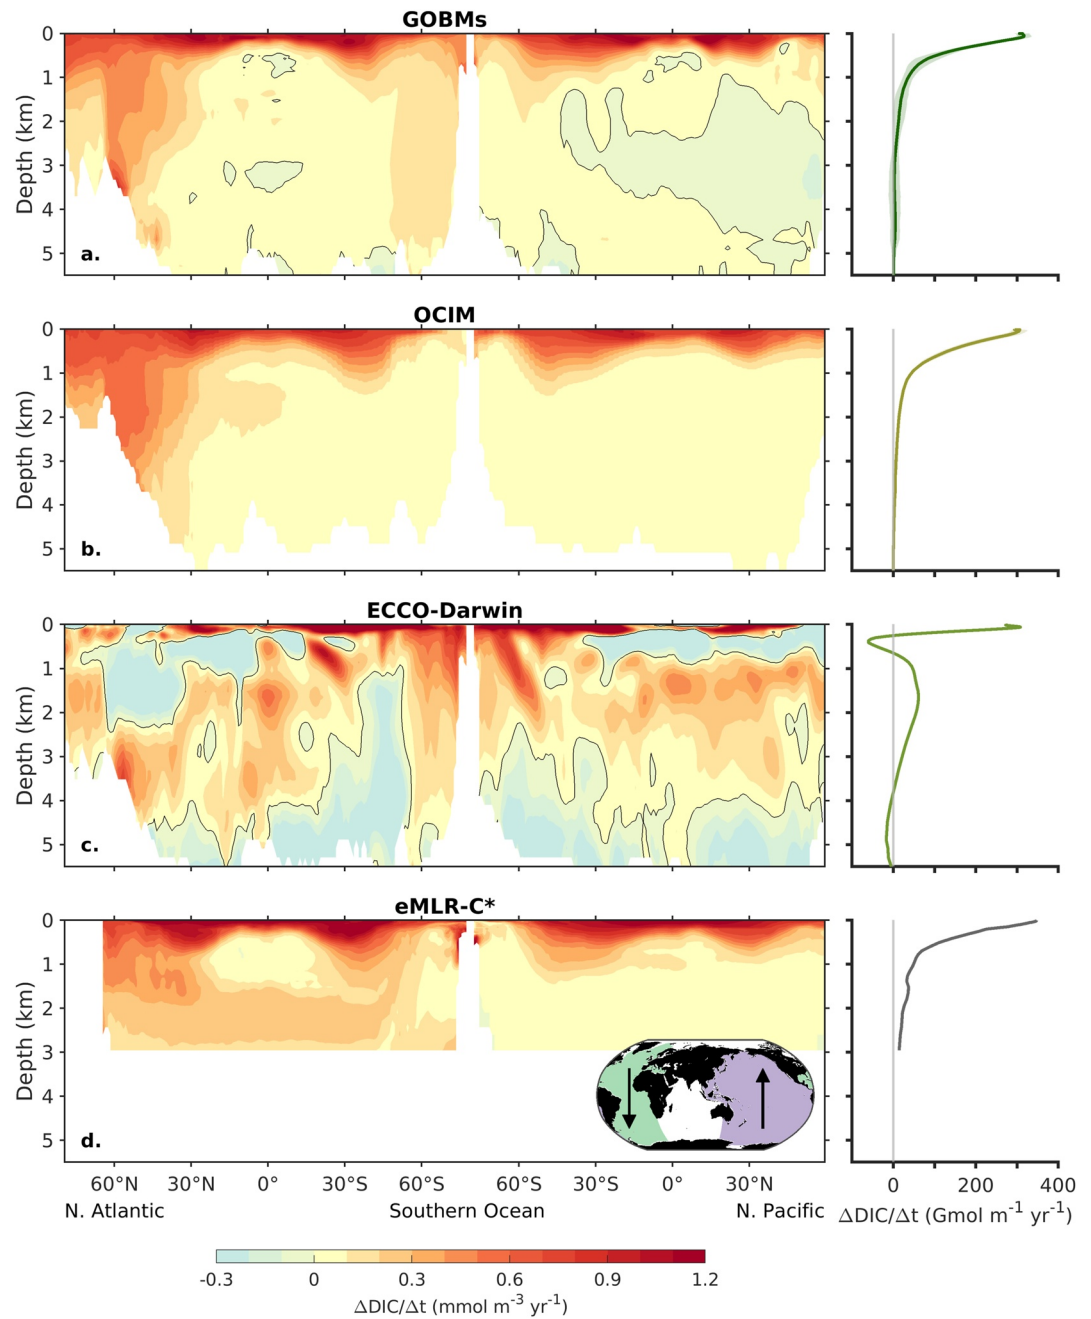 GOBMs
0
1
2
3
4
5
Depth (km)
a.
OCIM
0
1
2
3
4
5
Depth (km)
b.
ECCO-Darwin
0
1
2
3
4
5
Depth (km)
c.
eMLR-C*
0
1
2
3
4
5
Depth (km)
d.
60°N 30°N 0° 30°S 60°S 60°S 30°S 0° 30°N
N. Atlantic Southern Ocean N. Pacific
0 200 400
ΔDIC/Δt (Gmol m⁻¹ yr⁻¹)
-0.3 0 0.3 0.6 0.9 1.2
ΔDIC/Δt (mmol m⁻³ yr⁻¹)